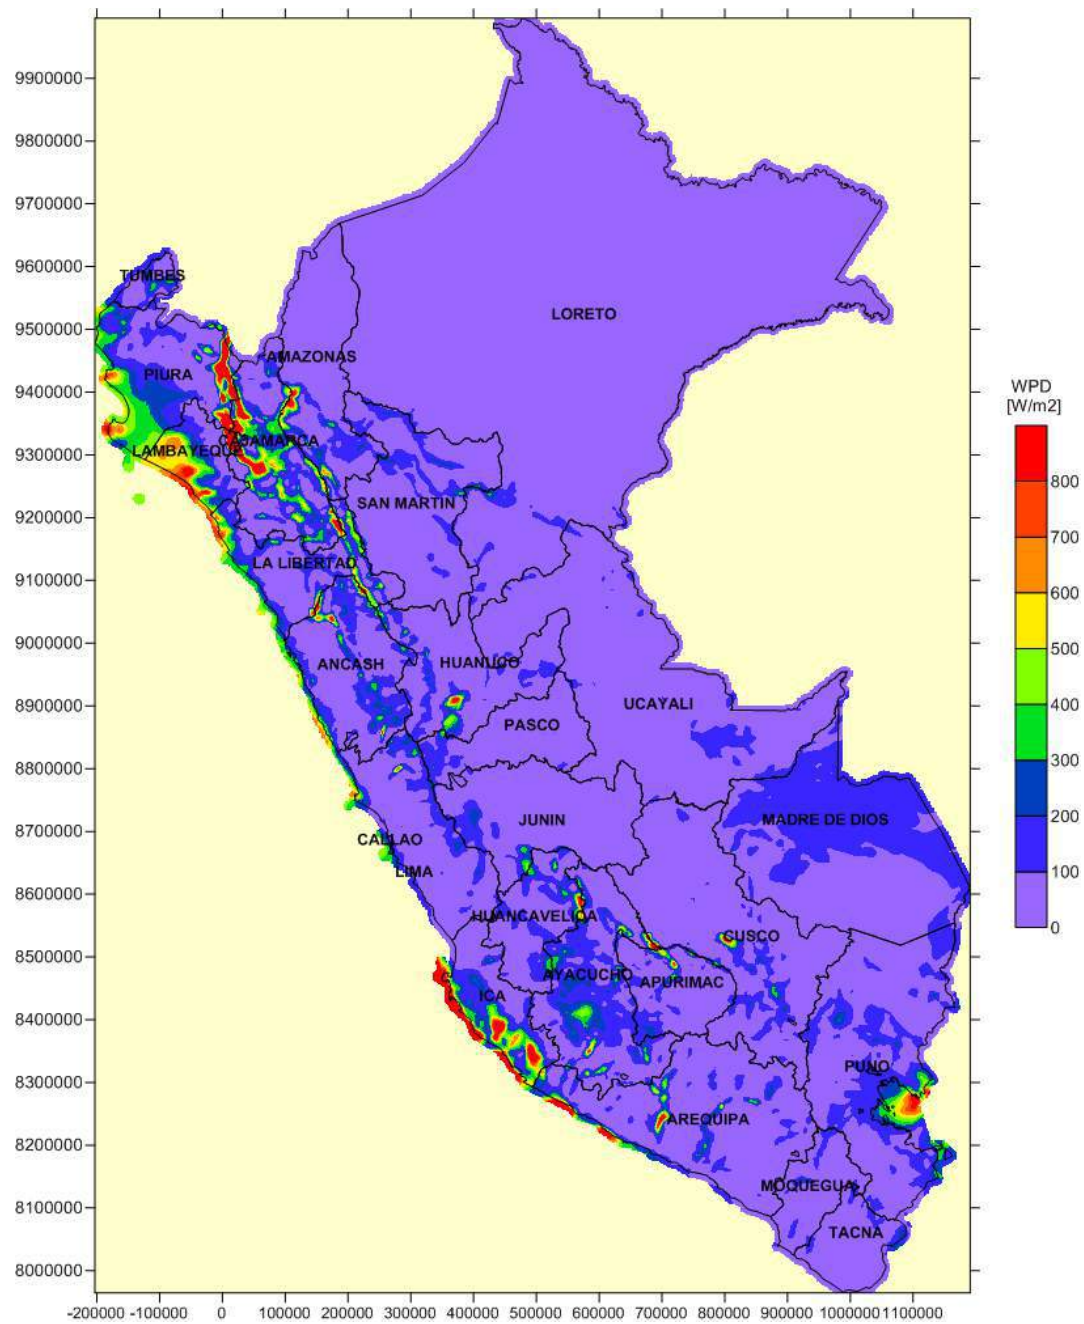 9900000
9800000
9700000
9600000
TUMBES
9500000
LORETO
AMAZONAS
PIURA
9400000
WPD
[W/m2]
CAJAMARCA
LAMBAYEQUE
9300000
800
SAN MARTIN
9200000
700
LA LIBERTAD
9100000
600
9000000
500
ANCASH
HUANUCO
UCAYALI
8900000
400
PASCO
8800000
300
JUNIN
MADRE DE DIOS
200
8700000
CALLAO
LIMA
100
8600000
HUANCAVELICA
0
CUSCO
8500000
AYACUCHO
APURIMAC
ICA
8400000
PUNO
8300000
AREQUIPA
8200000
MOQUEGUA
8100000
TACNA
8000000
-200000 -100000 0 100000 200000 300000 400000 500000 600000 700000 800000 900000 10000001100000